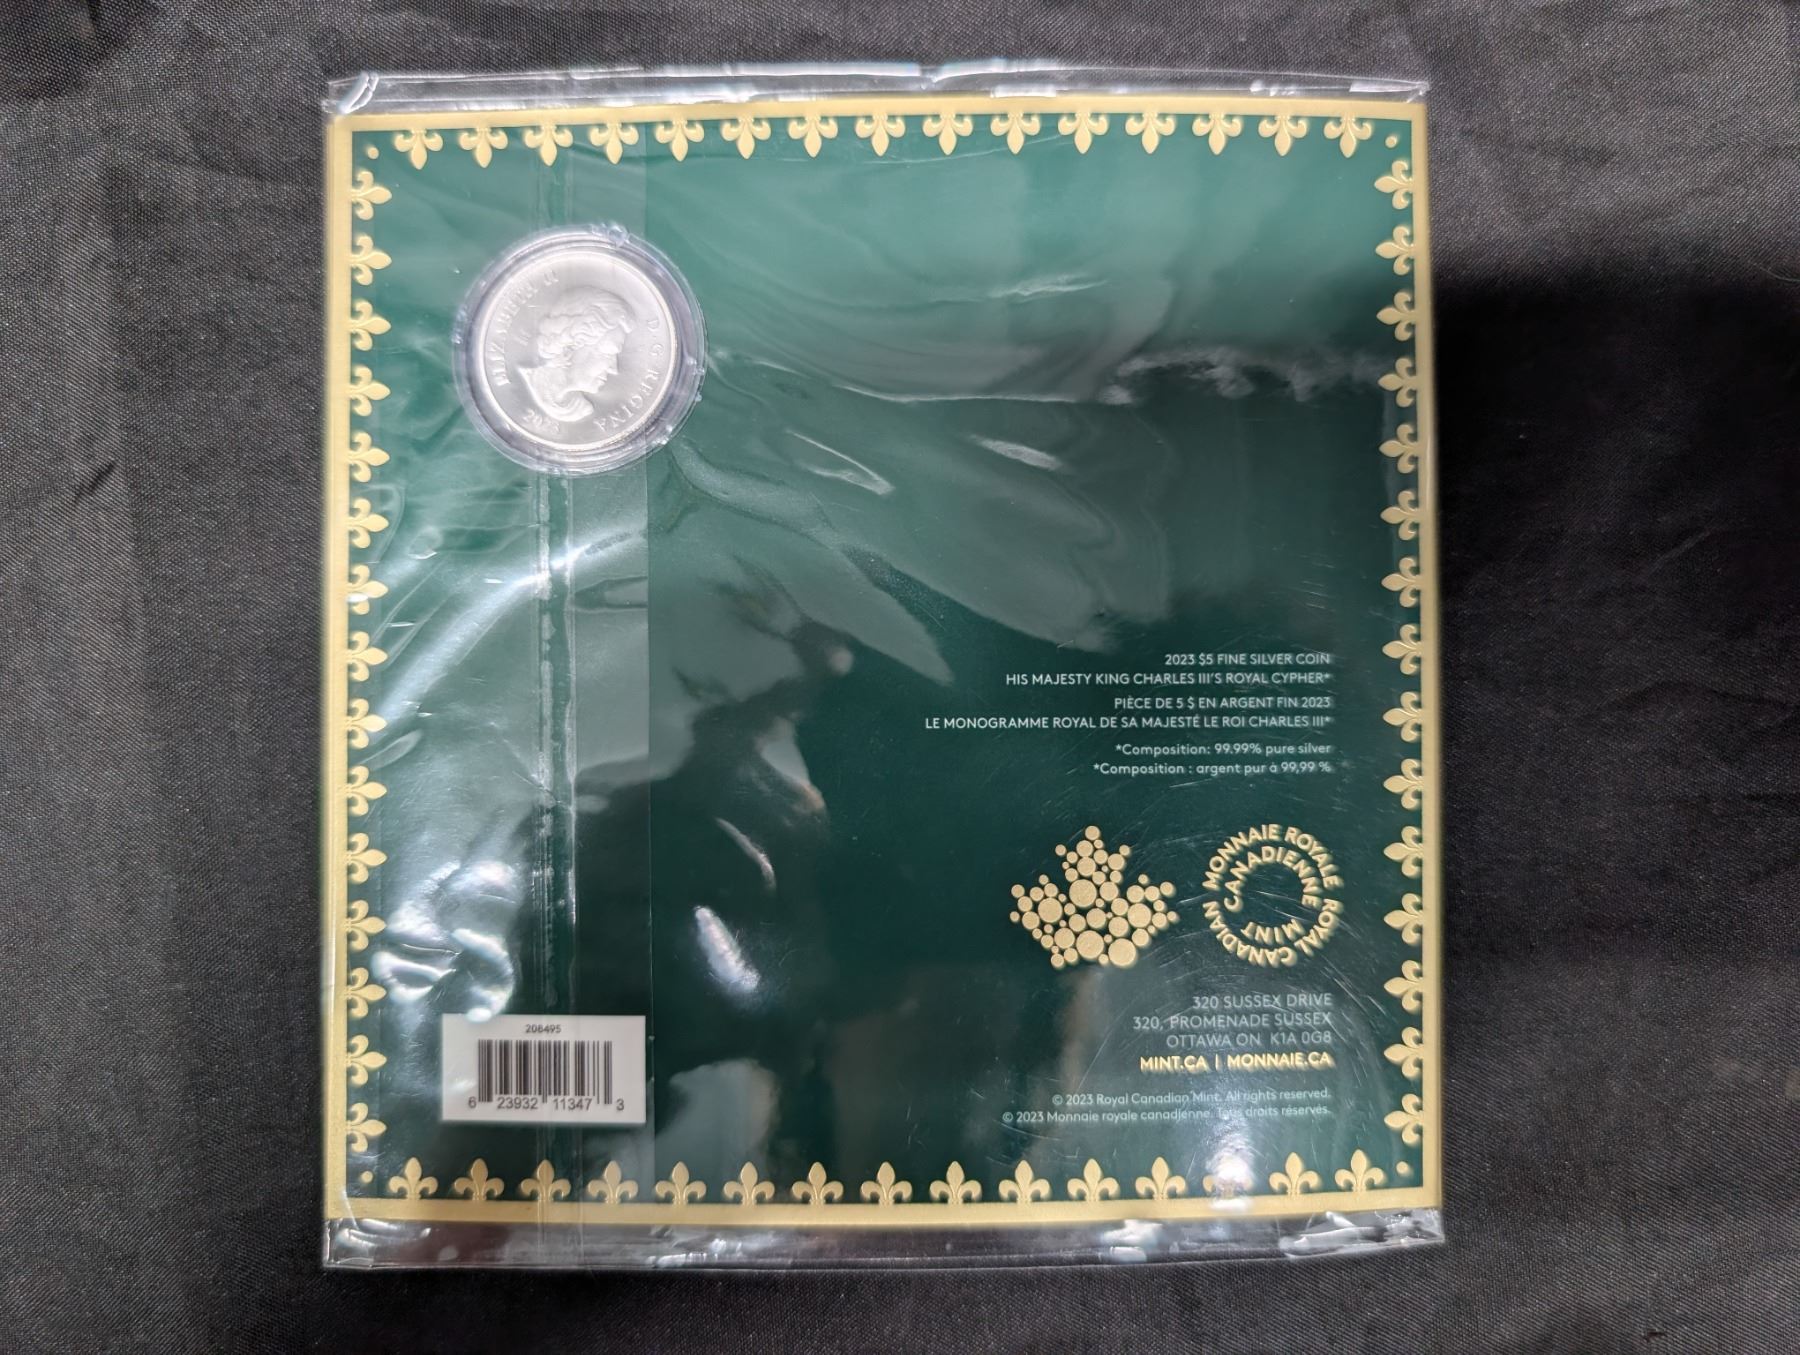 ELIZABETH II
D.G. REGINA
2023
2023 $5 FINE SILVER COIN
HIS MAJESTY KING CHARLES III'S ROYAL CYPHER*
PIÈCE DE 5 $ EN ARGENT FIN 2023
LE MONOGRAMME ROYAL DE SA MAJESTÉ LE ROI CHARLES III*
*Composition: 99.99% pure silver
*Composition : argent pur à 99,99 %
MONNAIE ROYALE
CANADIENNE
ROYAL CANADIAN
MINT
320 SUSSEX DRIVE
320, PROMENADE SUSSEX
OTTAWA ON K1A 0G8
MINT.CA | MONNAIE.CA
© 2023 Royal Canadian Mint. All rights reserved.
© 2023 Monnaie royale canadienne. Tous droits réservés.
208495
6 23932 11347 3